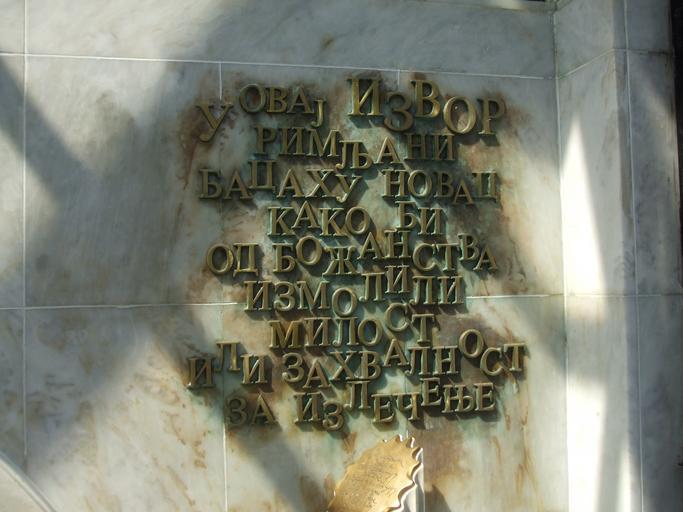 У ОВАЈ ИЗВОР
РИМЉАНИ
БАЦАХУ НОВАЦ
КАКО БИ
ОД БОЖАНСТВА
ИЗМОЛИЛИ
МИЛОСТ
ИЛИ ЗАХВАЛНОСТ
ЗА ИЗЛЕЧЕЊЕ